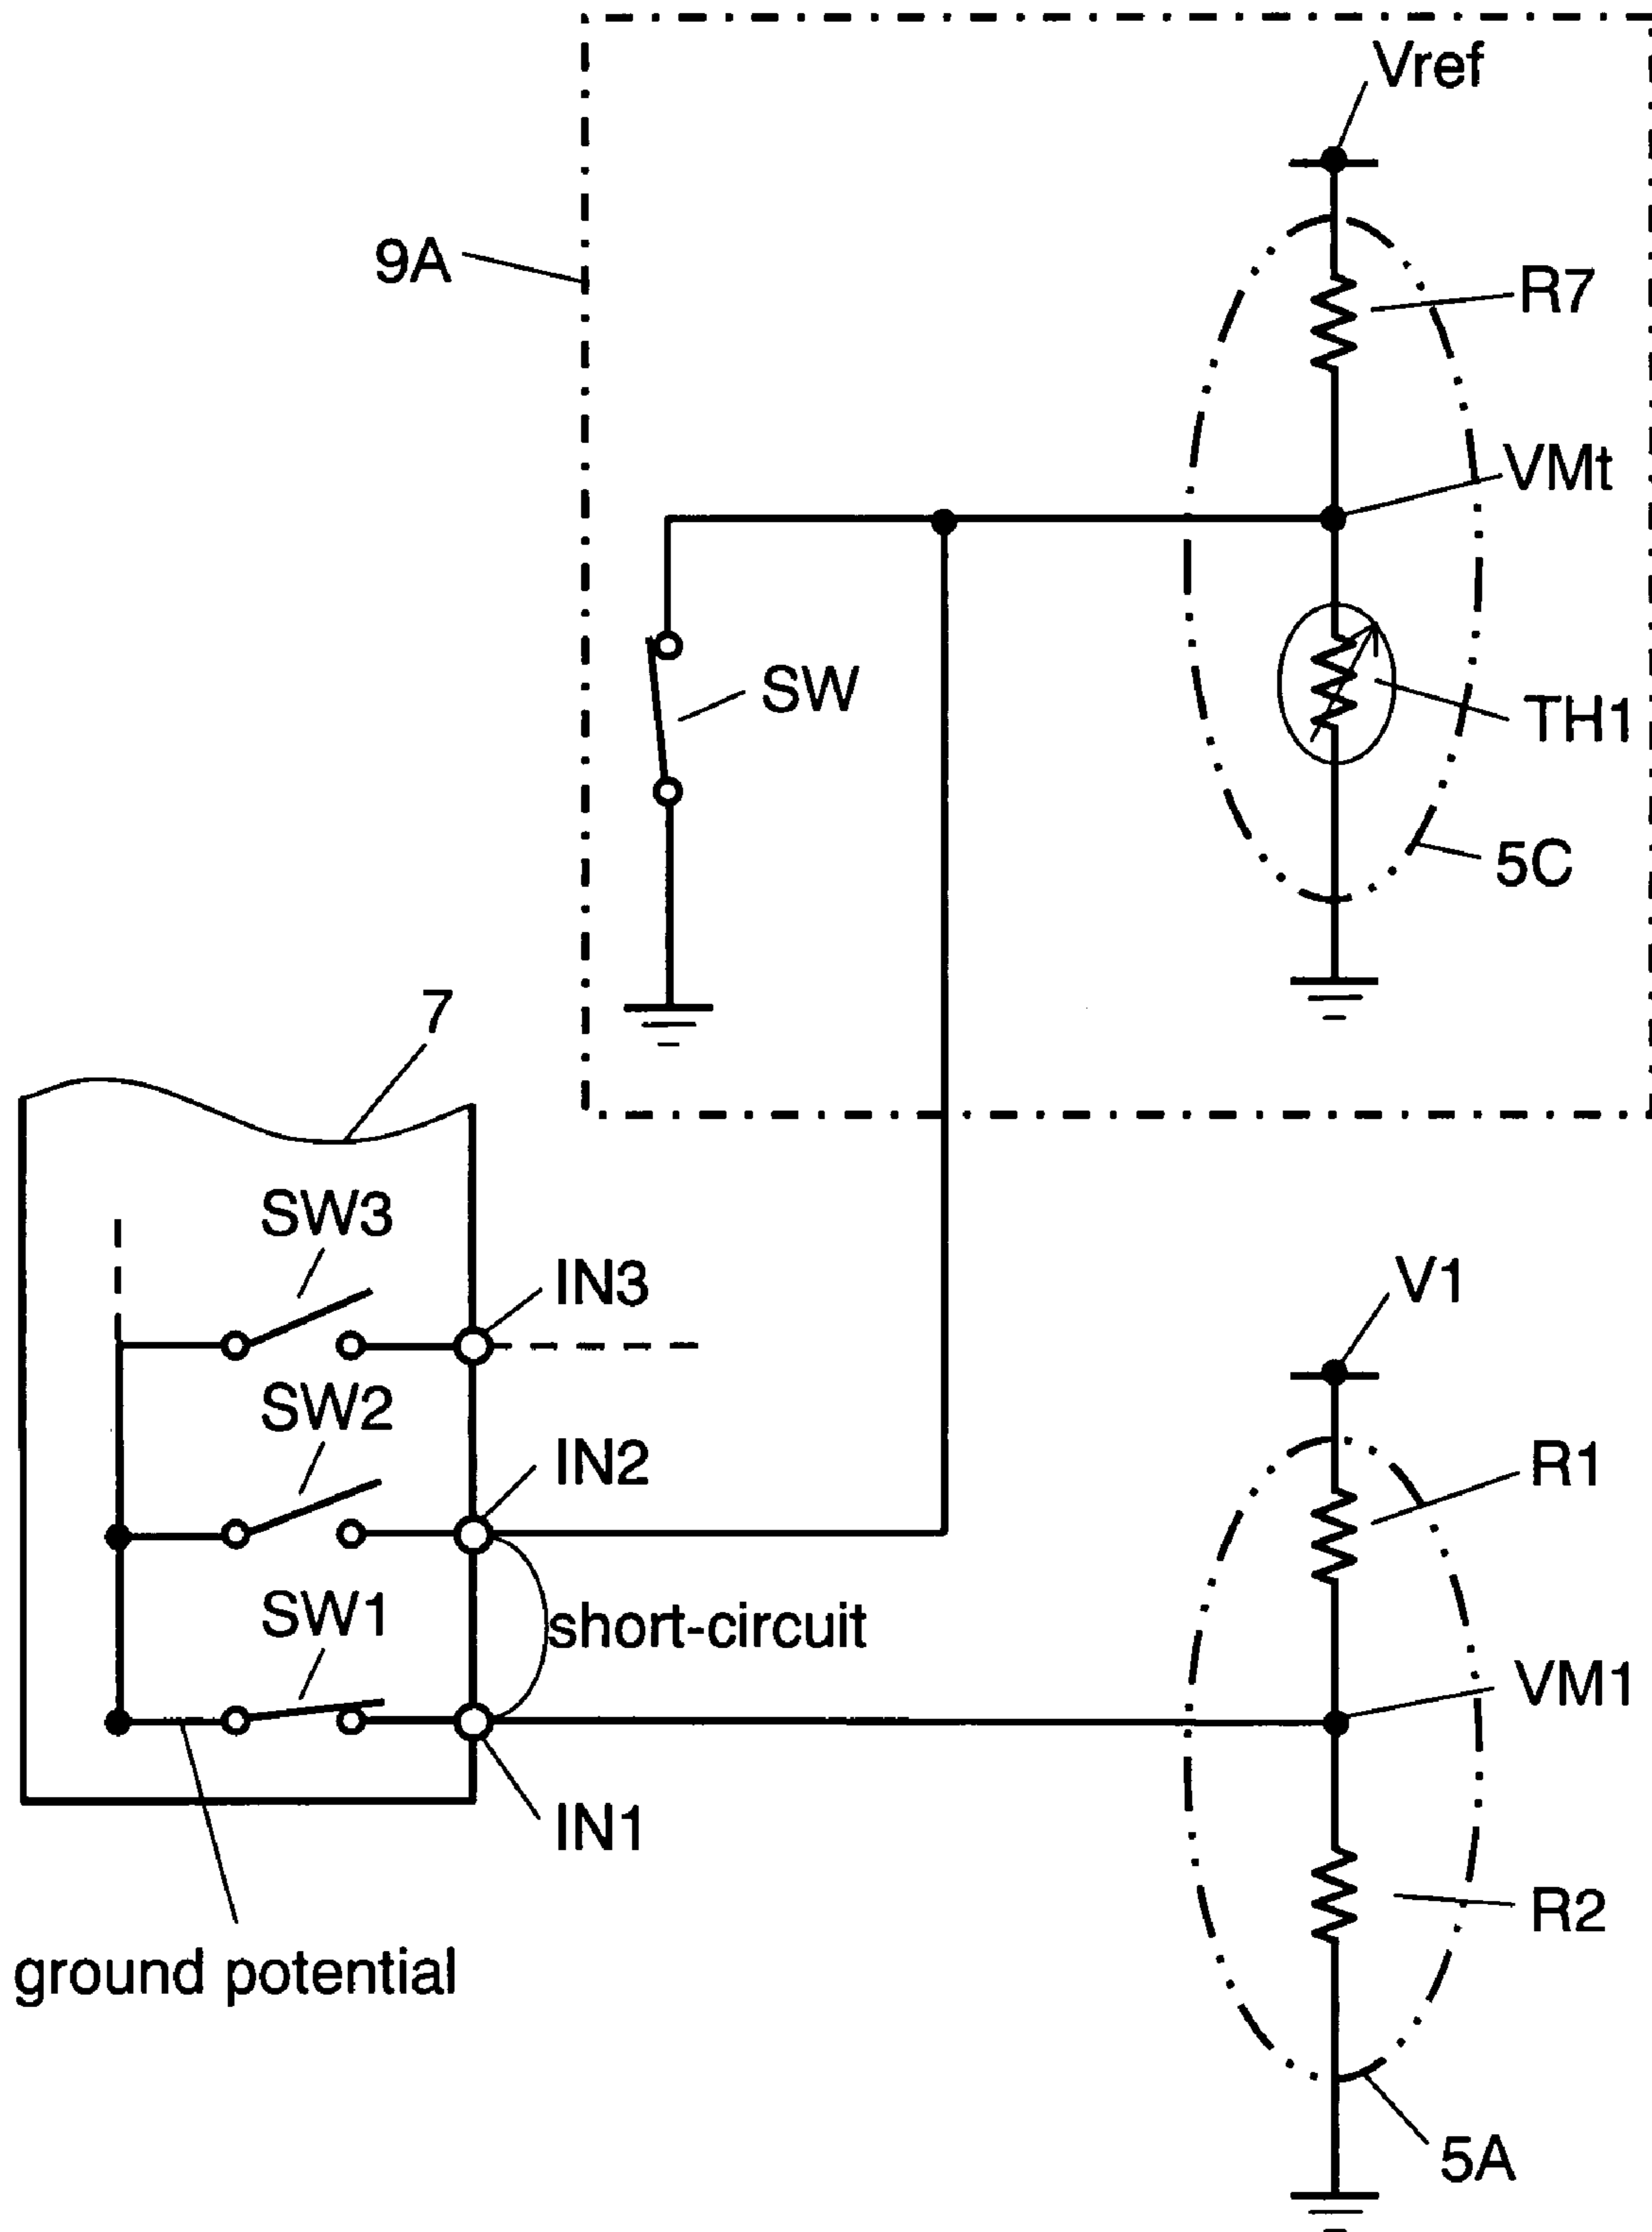 Vref
9A
R7
VMt
SW
TH1
5C
7
SW3
IN3
V1
SW2
IN2
R1
SW1
short-circuit
VM1
IN1
R2
ground potential
5A